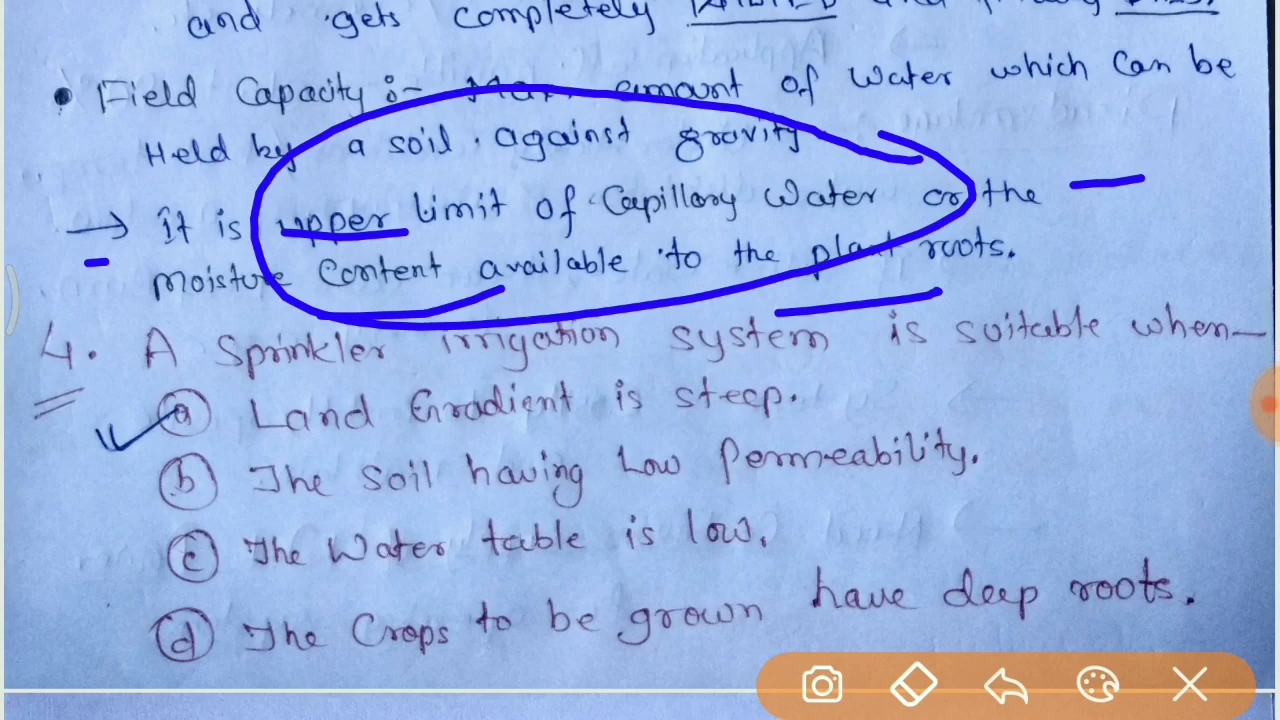 and gets completely
• Field Capacity :- Max. amount of water which can be
Held by a soil. against gravity
→ it is upper limit of Capillary Water or the
moisture Content available to the plant roots.
4. A Sprinkler irrigation system is suitable when-
(a) Land Gradient is steep.
(b) The Soil having Low Permeability.
(c) The Water table is low.
(d) The Crops to be grown have deep roots.